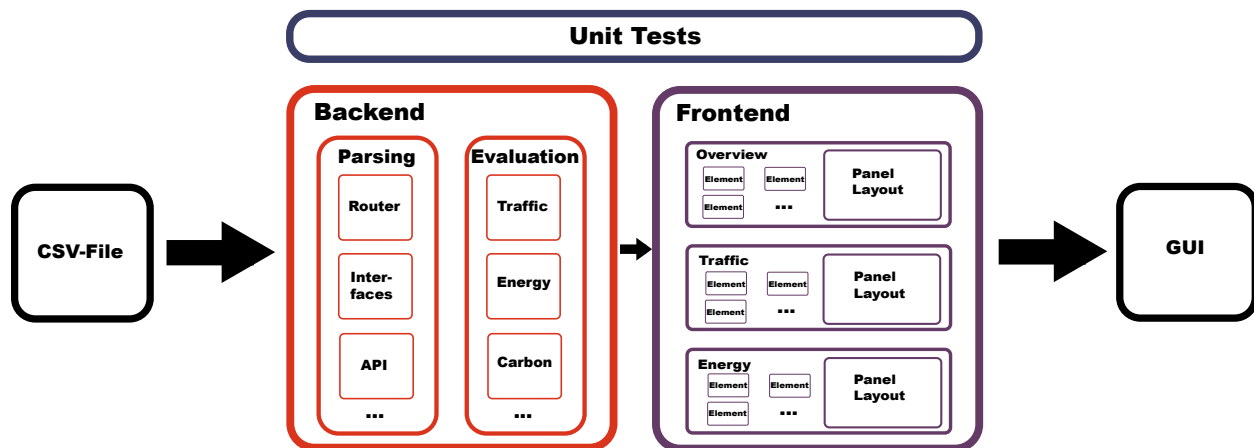 Unit Tests
Backend
Frontend
Parsing
Evaluation
Router
Inter-
faces
API
...
Traffic
Energy
Carbon
...
CSV-File
Overview
Element
Element
Element
...
Panel
Layout
Traffic
Element
Element
Element
...
Panel
Layout
Energy
Element
Element
Element
...
Panel
Layout
GUI